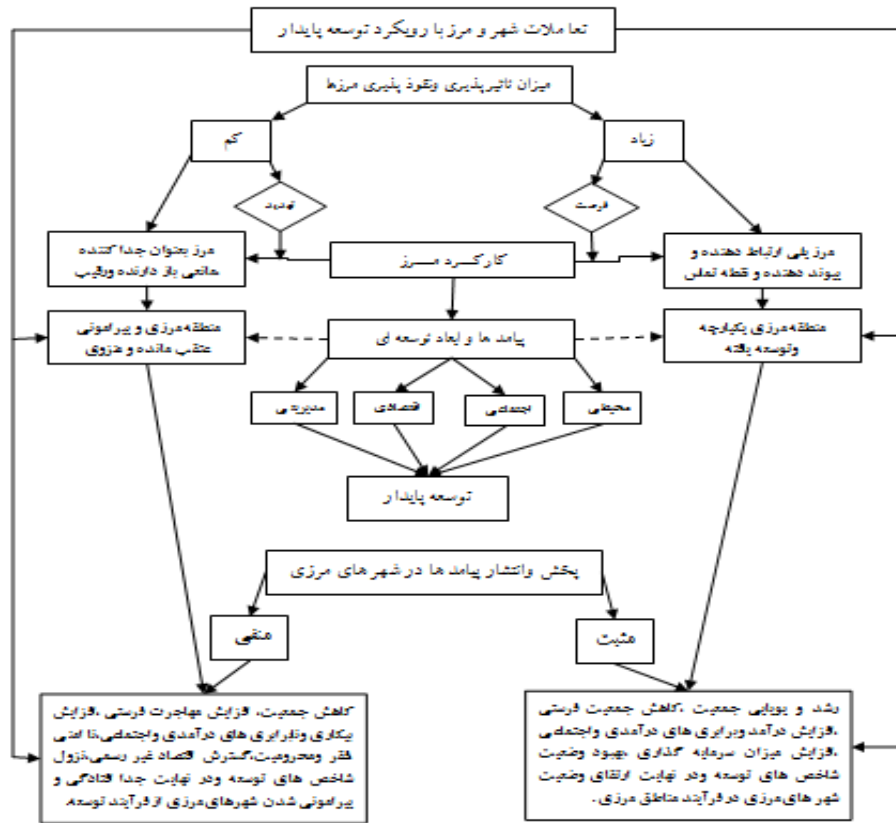 تعاملات شهر و مرز با رویکرد توسعه پایدار
میزان تاثیرپذیری ونفوذ پذیری مرزها
زیاد
کم
فرصت
تهدید
مرز پلی ارتباط دهنده و
پیوند دهنده و نقطه تماس
کارکرد مرز
مرز بعنوان جدا کننده
مانعی باز دارنده ورقیب
منطقه مرزی یکپارچه
وتوسعه یافته
پیامد ها و ابعاد توسعه ای
منطقه مرزی و پیرامونی
عقب مانده و منزوی
محیطی
اجتماعی
اقتصادی
مدیریتی
توسعه پایدار
پخش وانتشار پیامد ها در شهر های مرزی
مثبت
منفی
رشد و پویایی جمعیت ،کاهش جمعیت فرستی
،افزایش درآمد وبرابری های درآمدی واجتماعی
،افزایش میزان سرمایه گذاری ،بهبود وضعیت
شاخص های توسعه ودر نهایت ارتقای وضعیت
شهر های مرزی در فرآیند مناطق مرزی .
کاهش جمعیت، افزایش مهاجرت فرستی ،افزایش
بیکاری ونابرابری های درآمدی واجتماعی،نا امنی
فقر ومحرومیت،گسترش اقتصاد غیر رسمی،نزول
شاخص های توسعه ودر نهایت جدا افتادگی و
پیرامونی شدن شهرهای مرزی از فرآیند توسعه.